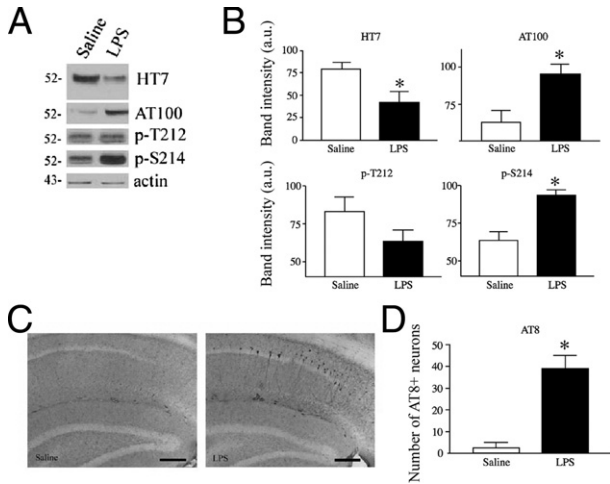 A
Saline
LPS
52-
HT7
52-
AT100
52-
p-T212
52-
p-S214
43-
actin
B
HT7
Band intensity (a.u.)
100
75
50
25
0
*
Saline
LPS
AT100
100
75
*
Saline
LPS
p-T212
Band intensity (a.u.)
100
75
50
Saline
LPS
p-S214
100
75
50
*
Saline
LPS
C
Saline
LPS
D
AT8
Number of AT8+ neurons
50
40
30
20
10
0
*
Saline
LPS